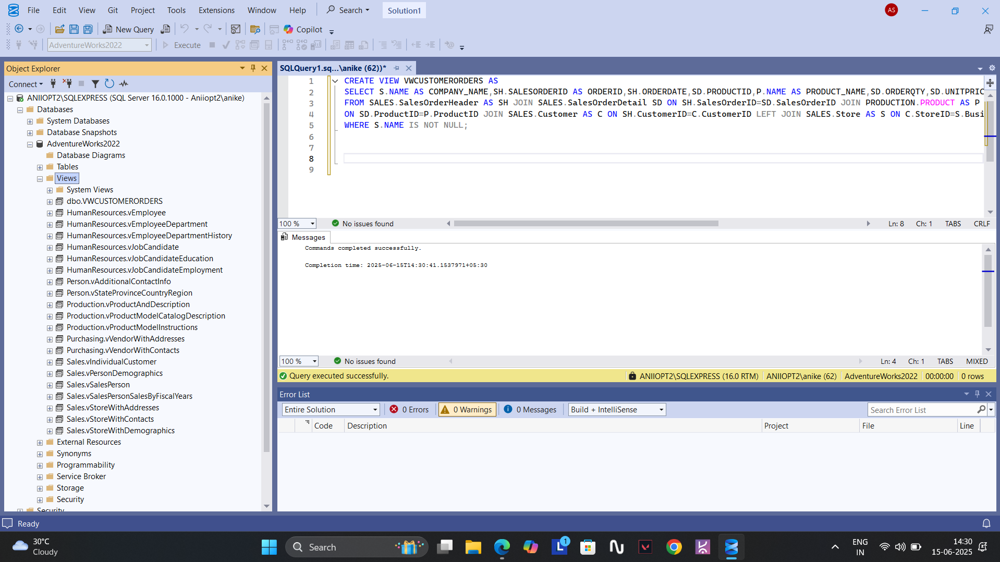 File Edit View Git Project Tools Extensions Window Help Search Solution1 AS
New Query Copilot
AdventureWorks2022 Execute
Object Explorer
Connect
ANIIOPT2\SQLEXPRESS (SQL Server 16.0.1000 - Aniiopt2\anike)
Databases
System Databases
Database Snapshots
AdventureWorks2022
Database Diagrams
Tables
Views
System Views
dbo.VWCUSTOMERORDERS
HumanResources.vEmployee
HumanResources.vEmployeeDepartment
HumanResources.vEmployeeDepartmentHistory
HumanResources.vJobCandidate
HumanResources.vJobCandidateEducation
HumanResources.vJobCandidateEmployment
Person.vAdditionalContactInfo
Person.vStateProvinceCountryRegion
Production.vProductAndDescription
Production.vProductModelCatalogDescription
Production.vProductModelInstructions
Purchasing.vVendorWithAddresses
Purchasing.vVendorWithContacts
Sales.vIndividualCustomer
Sales.vPersonDemographics
Sales.vSalesPerson
Sales.vSalesPersonSalesByFiscalYears
Sales.vStoreWithAddresses
Sales.vStoreWithContacts
Sales.vStoreWithDemographics
External Resources
Synonyms
Programmability
Service Broker
Storage
Security
Security
SQLQuery1.sq...\anike (62))*
1 CREATE VIEW VWCUSTOMERORDERS AS
2 SELECT S.NAME AS COMPANY_NAME,SH.SALESORDERID AS ORDERID,SH.ORDERDATE,SD.PRODUCTID,P.NAME AS PRODUCT_NAME,SD.ORDERQTY,SD.UNITPRIC
3 FROM SALES.SalesOrderHeader AS SH JOIN SALES.SalesOrderDetail SD ON SH.SalesOrderID=SD.SalesOrderID JOIN PRODUCTION.PRODUCT AS P
4 ON SD.ProductID=P.ProductID JOIN SALES.Customer AS C ON SH.CustomerID=C.CustomerID LEFT JOIN SALES.Store AS S ON C.StoreID=S.Busi
5 WHERE S.NAME IS NOT NULL;
6
7
8
9
100 % No issues found Ln: 8 Ch: 1 TABS CRLF
Messages
Commands completed successfully.
Completion time: 2025-06-15T14:30:41.1537971+05:30
100 % No issues found Ln: 4 Ch: 1 TABS MIXED
Query executed successfully. ANIIOPT2\SQLEXPRESS (16.0 RTM) ANIIOPT2\anike (62) AdventureWorks2022 00:00:00 0 rows
Error List
Entire Solution 0 Errors 0 Warnings 0 Messages Build + IntelliSense Search Error List
Code Description Project File Line
Ready
30°C
Cloudy
Search
1
ENG
IN
14:30
15-06-2025